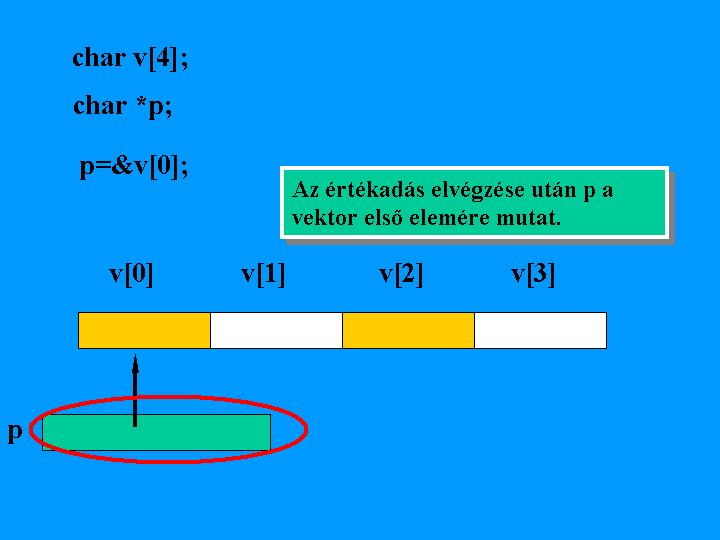 char v[4];
char *p;
p=&v[0];
Az értékadás elvégzése után p a
vektor első elemére mutat.
v[0] v[1] v[2] v[3]
p